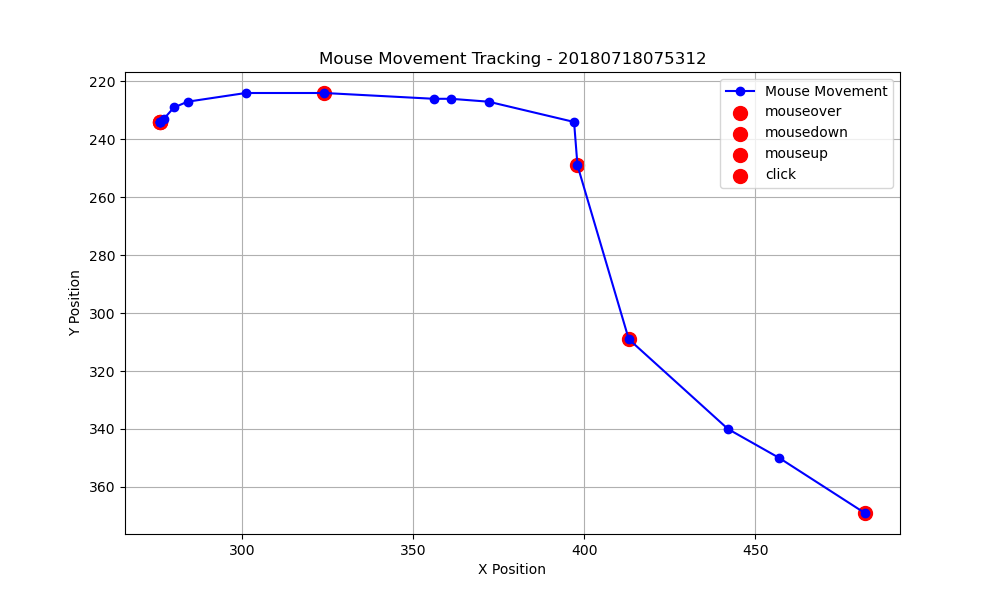 Mouse Movement Tracking - 20180718075312
Mouse Movement
mouseover
mousedown
mouseup
click
Y Position
220
240
260
280
300
320
340
360
300
350
400
450
X Position